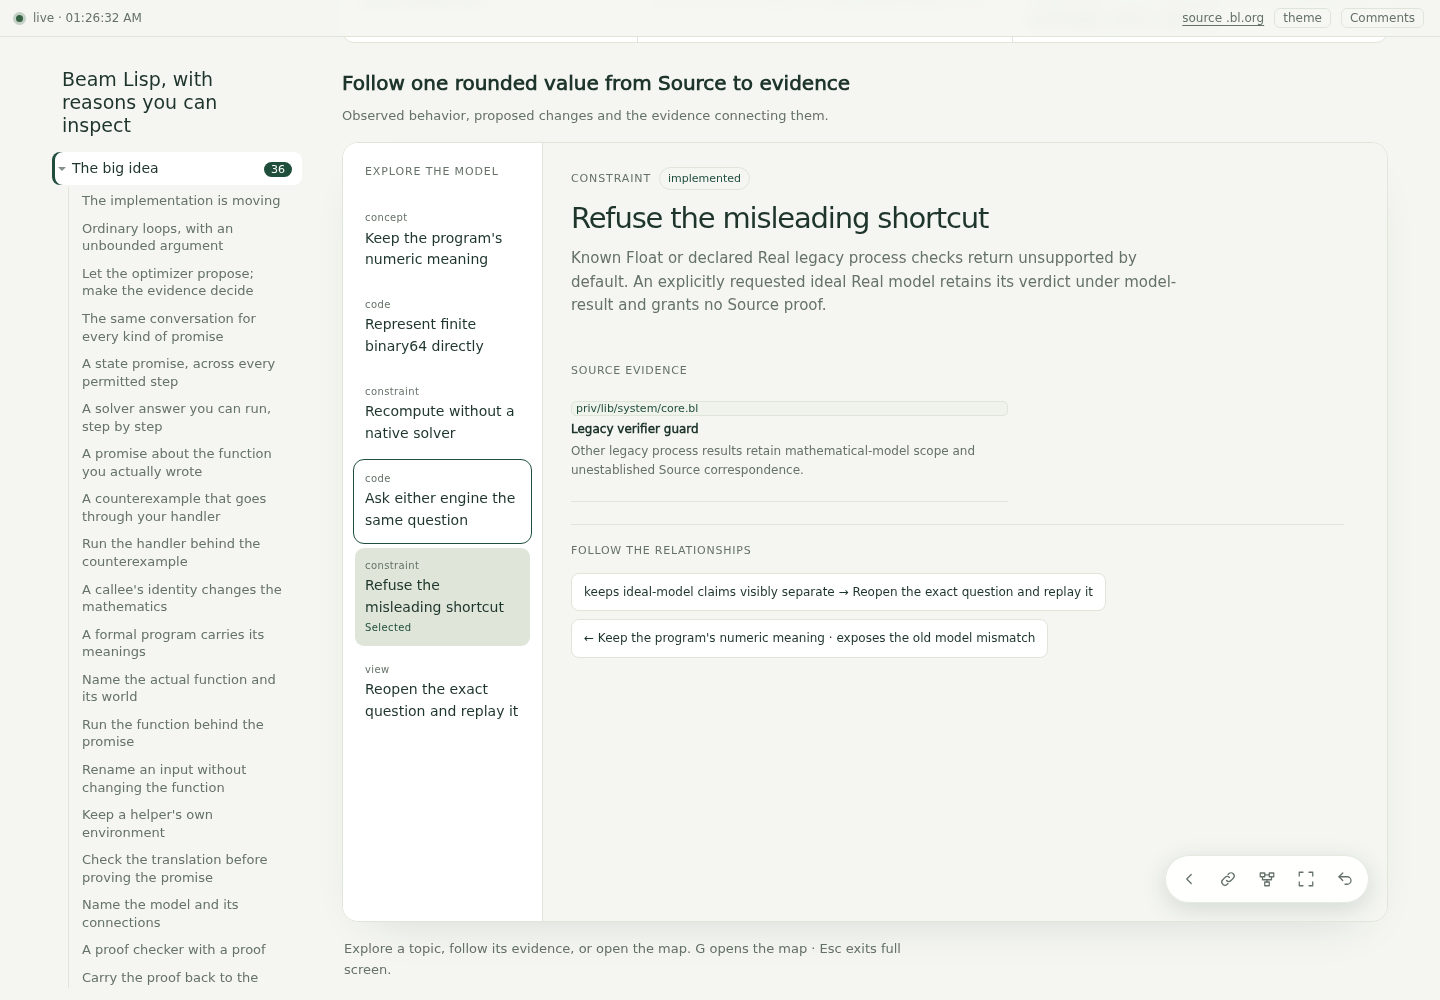 live · 01:26:32 AM
source .bl.org
theme
Comments
Beam Lisp, with
reasons you can
inspect
The big idea
36
The implementation is moving
Ordinary loops, with an
unbounded argument
Let the optimizer propose;
make the evidence decide
The same conversation for
every kind of promise
A state promise, across every
permitted step
A solver answer you can run,
step by step
A promise about the function
you actually wrote
A counterexample that goes
through your handler
Run the handler behind the
counterexample
A callee's identity changes the
mathematics
A formal program carries its
meanings
Name the actual function and
its world
Run the function behind the
promise
Rename an input without
changing the function
Keep a helper's own
environment
Check the translation before
proving the promise
Name the model and its
connections
A proof checker with a proof
Carry the proof back to the
Follow one rounded value from Source to evidence
Observed behavior, proposed changes and the evidence connecting them.
EXPLORE THE MODEL
concept
Keep the program's
numeric meaning
code
Represent finite
binary64 directly
constraint
Recompute without a
native solver
code
Ask either engine the
same question
constraint
Refuse the
misleading shortcut
Selected
view
Reopen the exact
question and replay it
CONSTRAINT
implemented
Refuse the misleading shortcut
Known Float or declared Real legacy process checks return unsupported by
default. An explicitly requested ideal Real model retains its verdict under model-
result and grants no Source proof.
SOURCE EVIDENCE
priv/lib/system/core.bl
Legacy verifier guard
Other legacy process results retain mathematical-model scope and
unestablished Source correspondence.
FOLLOW THE RELATIONSHIPS
keeps ideal-model claims visibly separate → Reopen the exact question and replay it
← Keep the program's numeric meaning · exposes the old model mismatch
Explore a topic, follow its evidence, or open the map. G opens the map · Esc exits full
screen.